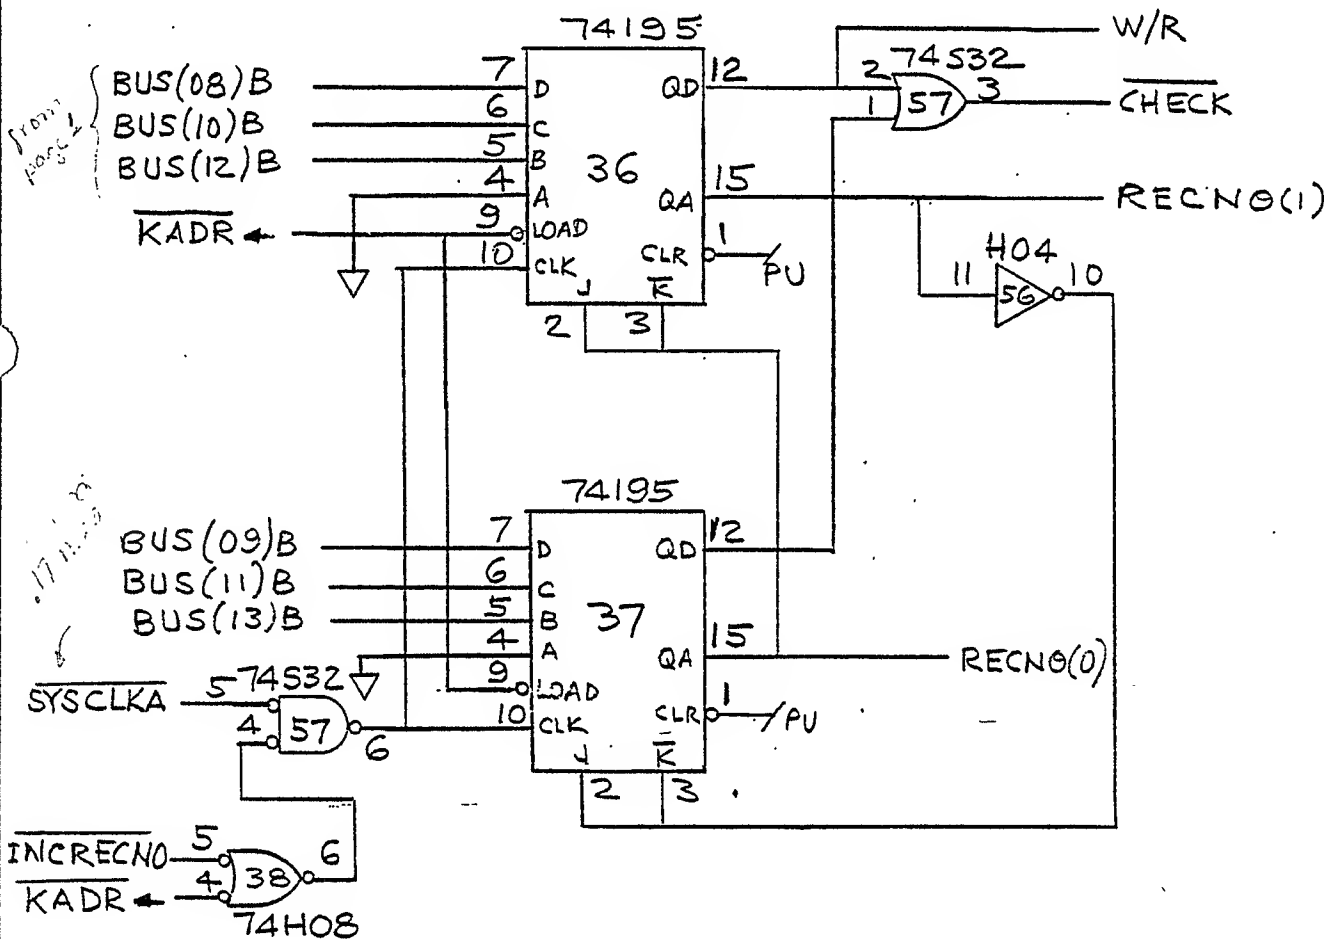 74195
W/R
7
BUS(08)B
D
QD
12
2
74S32
57
3
CHECK
1
from page 1
6
BUS(10)B
C
5
BUS(12)B
B
36
4
A
QA
15
RECNO(1)
9
KADR
LOAD
10
CLK
CLR
1
PU
J
K
2
3
H04
11
56
10
74195
7
BUS(09)B
D
QD
12
6
BUS(11)B
C
5
BUS(13)B
B
37
4
A
QA
15
RECNO(0)
9
LOAD
10
CLK
CLR
1
PU
J
K
2
3
SYSCLKA
5
74S32
4
57
6
INCRECNO
5
4
38
6
KADR
74H08